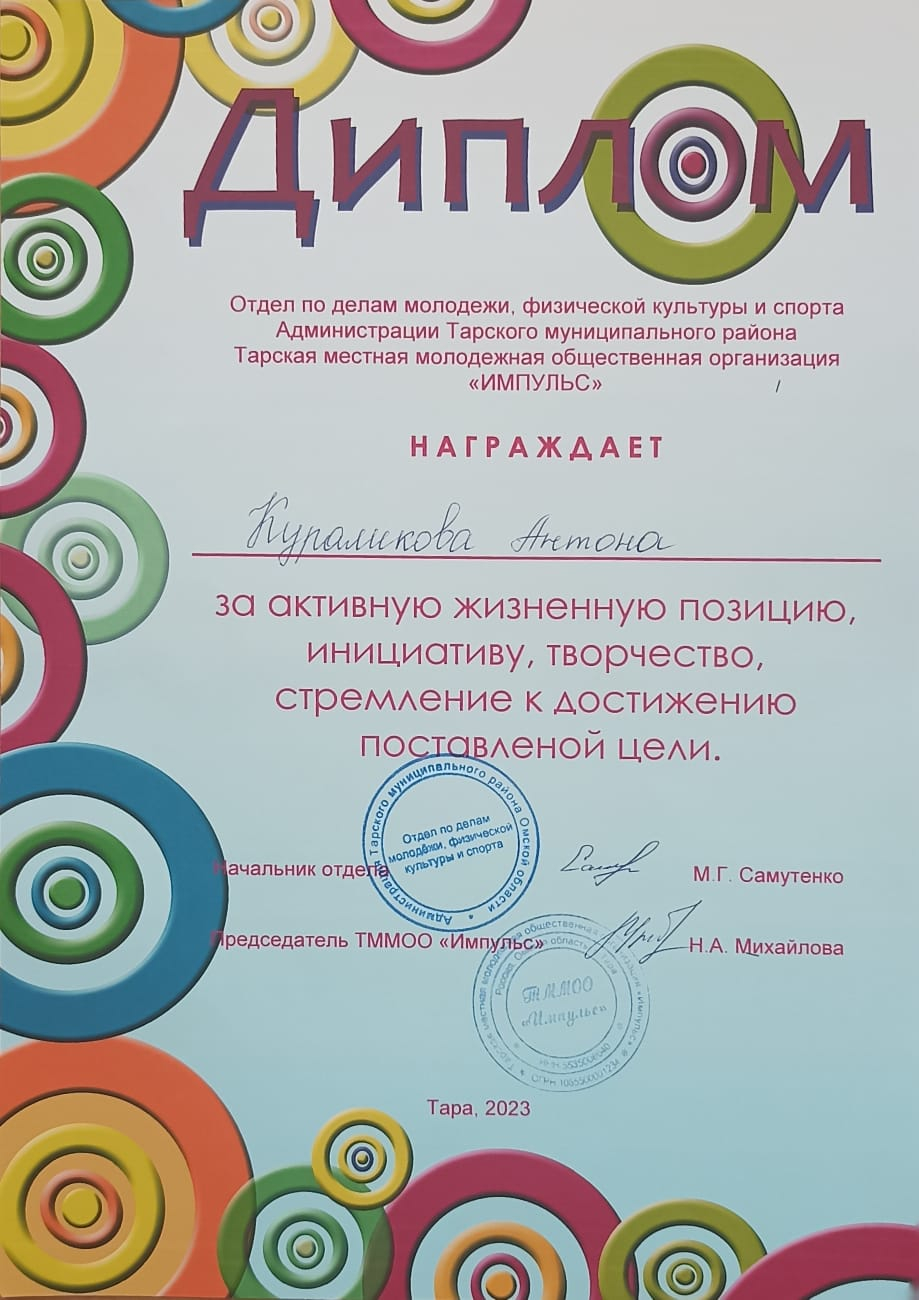 Диплом
Отдел по делам молодежи, физической культуры и спорта
Администрации Тарского муниципального района
Тарская местная молодежная общественная организация
«ИМПУЛЬС»
НАГРАЖДАЕТ
Антона
за активную жизненную позицию,
инициативу, творчество,
стремление к достижению
поставленой цели.
Администрация Тарского муниципального района Омской области
Отдел по делам
молодёжи, физической
культуры и спорта
Начальник отдела
М.Г. Самутенко
Председатель ТММОО «Импульс»
Н.А. Михайлова
ТММОО
«Импульс»
Тара, 2023